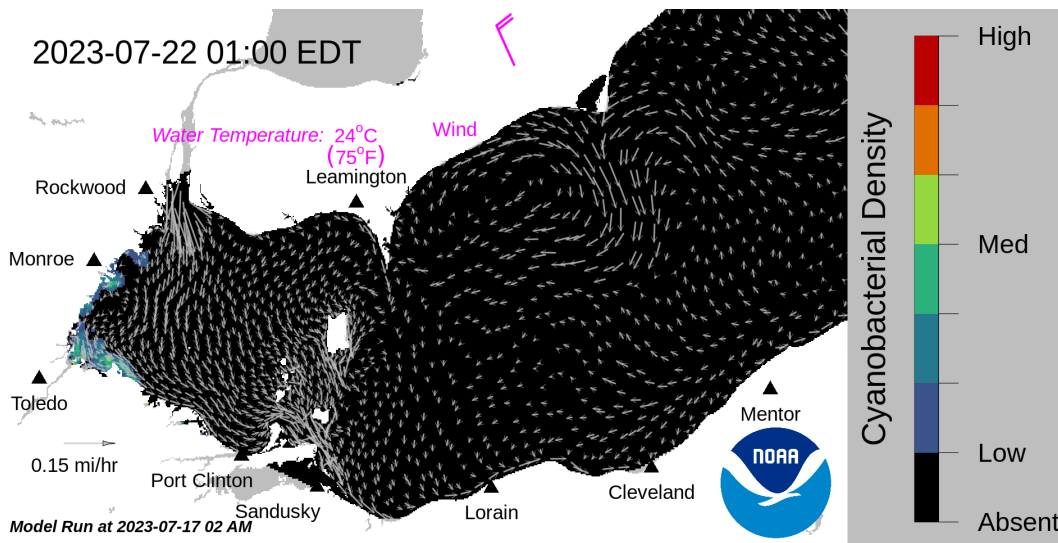 2023-07-22 01:00 EDT
Water Temperature: 24°C
(75°F)
Wind
Leamington
Rockwood
Monroe
Toledo
0.15 mi/hr
Port Clinton
Sandusky
Lorain
Cleveland
Mentor
NOAA
Model Run at 2023-07-17 02 AM
Cyanobacterial Density
High
Med
Low
Absent